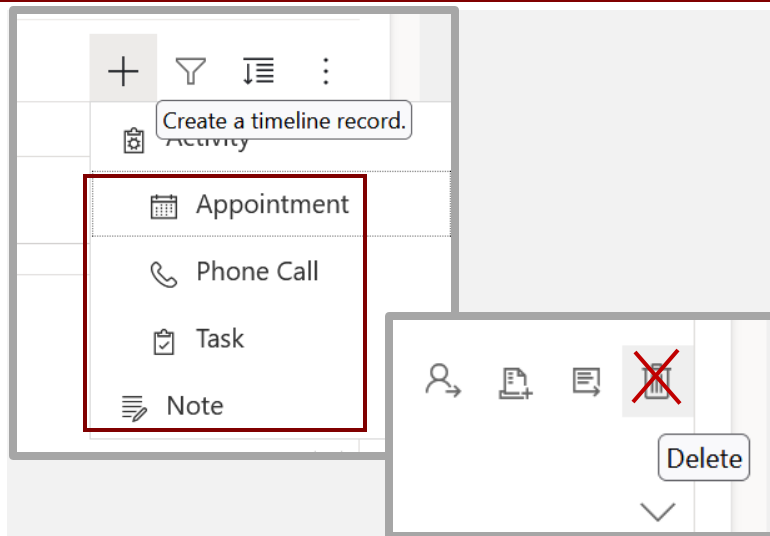 Create a timeline record.
Activity
Appointment
Phone Call
Task
Note
Delete